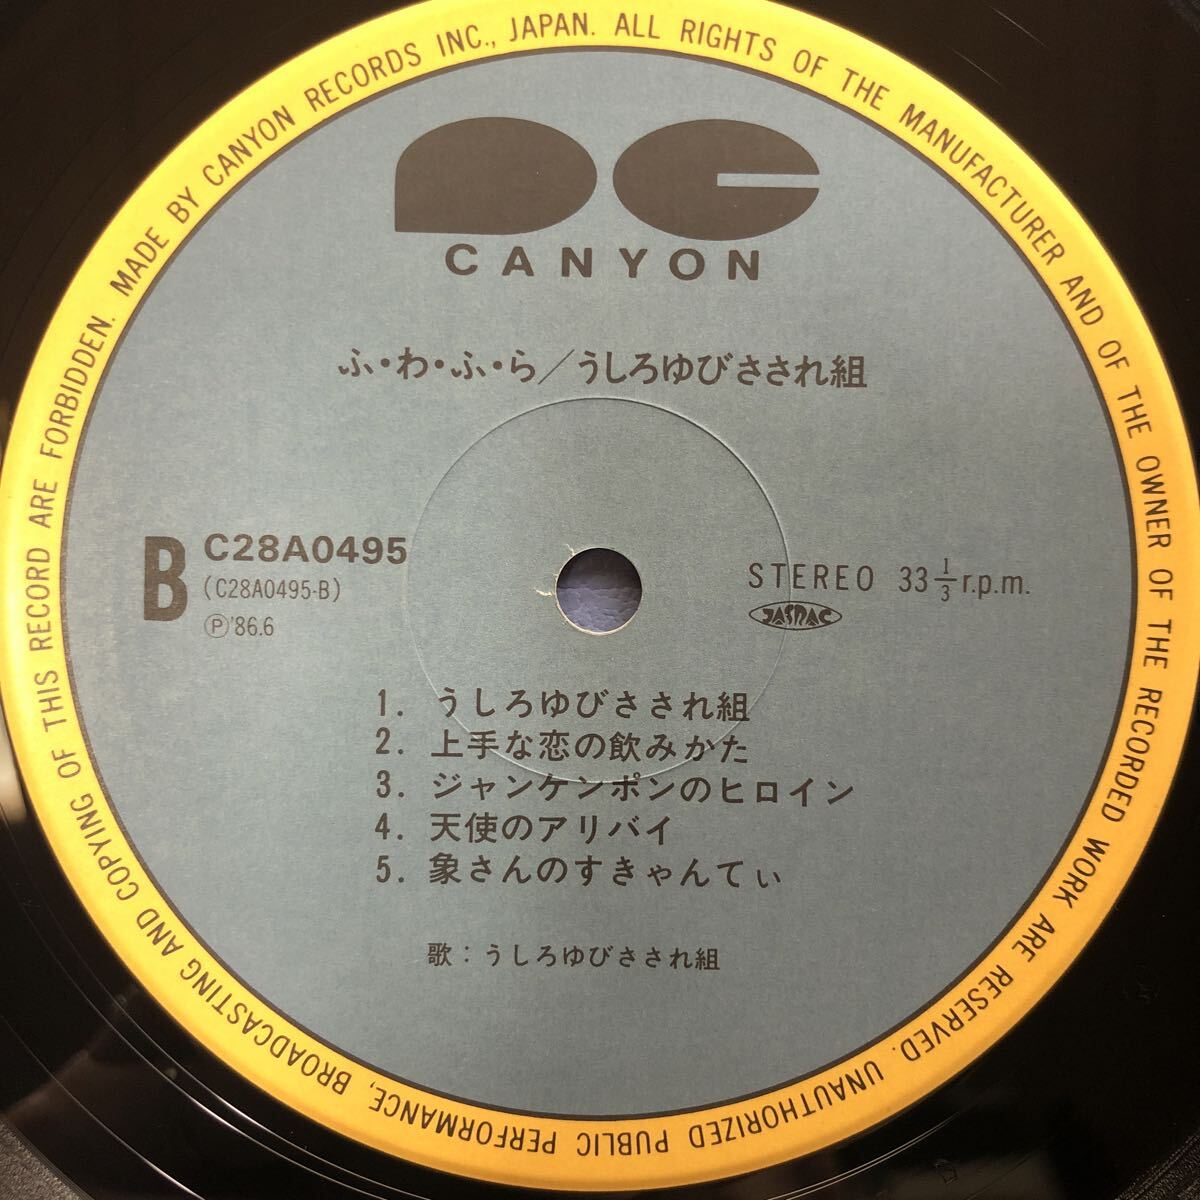 MADE BY CANYON RECORDS INC., JAPAN. ALL RIGHTS OF THE MANUFACTURER AND OF THE OWNER OF THE RECORDED WORK ARE RESERVED. UNAUTHORIZED PUBLIC PERFORMANCE, BROADCASTING AND COPYING OF THIS RECORD ARE FORBIDDEN.
PC
CANYON
ふ・わ・ふ・ら／うしろゆびさされ組
B C28A0495
(C28A0495-B)
Ⓟ'86.6
STEREO 33 1/3 r.p.m.
JASRAC
1. うしろゆびさされ組
2. 上手な恋の飲みかた
3. ジャンケンポンのヒロイン
4. 天使のアリバイ
5. 象さんのすきゃんてぃ
歌：うしろゆびさされ組